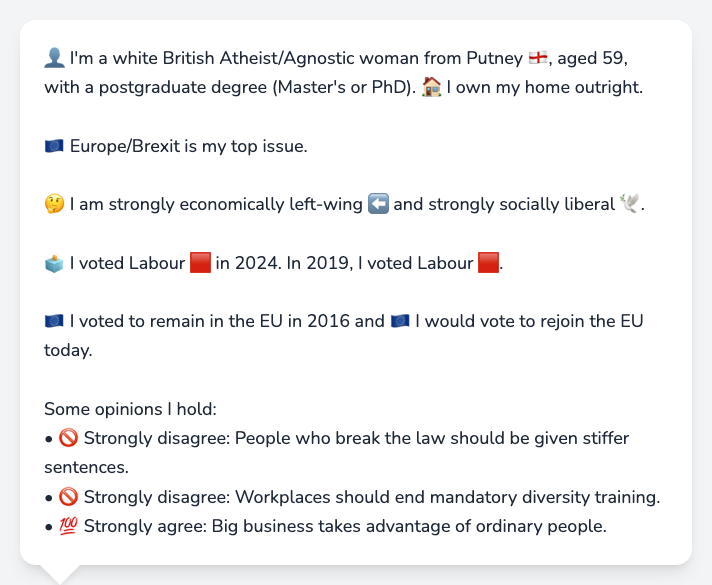 👤 I'm a white British Atheist/Agnostic woman from Putney 🏴󠁧󠁢󠁥󠁮󠁧󠁿, aged 59,
with a postgraduate degree (Master's or PhD). 🏠 I own my home outright.
🇪🇺 Europe/Brexit is my top issue.
🤔 I am strongly economically left-wing ⬅️ and strongly socially liberal 🕊️.
🗳️ I voted Labour 🟥 in 2024. In 2019, I voted Labour 🟥.
🇪🇺 I voted to remain in the EU in 2016 and 🇪🇺 I would vote to rejoin the EU
today.
Some opinions I hold:
• 🚫 Strongly disagree: People who break the law should be given stiffer
sentences.
• 🚫 Strongly disagree: Workplaces should end mandatory diversity training.
• 💯 Strongly agree: Big business takes advantage of ordinary people.